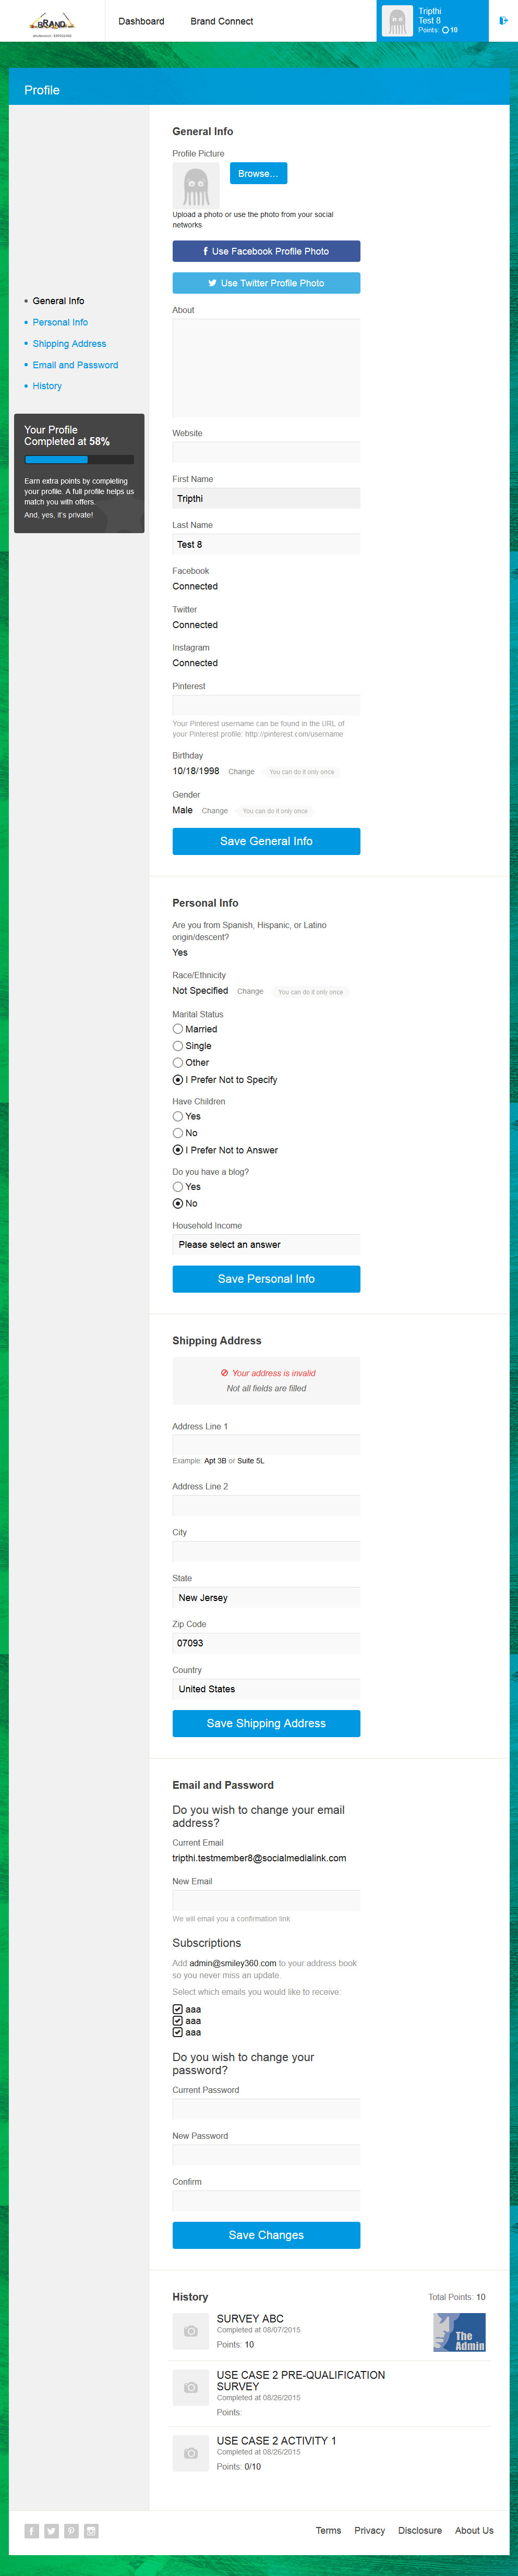 BRAND
Dashboard
Brand Connect
Tripthi
Test 8
Points: 10
Profile
General Info
Personal Info
Shipping Address
Email and Password
History
Your Profile
Completed at 58%
Earn extra points by completing
your profile. A full profile helps us
match you with offers.
And, yes, it's private!
General Info
Profile Picture
Browse...
Upload a photo or use the photo from your social
networks
Use Facebook Profile Photo
Use Twitter Profile Photo
About
Website
First Name
Tripthi
Last Name
Test 8
Facebook
Connected
Twitter
Connected
Instagram
Connected
Pinterest
Your Pinterest username can be found in the URL of
your Pinterest profile: http://pinterest.com/username
Birthday
10/18/1998 Change You can do it only once
Gender
Male Change You can do it only once
Save General Info
Personal Info
Are you from Spanish, Hispanic, or Latino
origin/descent?
Yes
Race/Ethnicity
Not Specified Change You can do it only once
Marital Status
Married
Single
Other
I Prefer Not to Specify
Have Children
Yes
No
I Prefer Not to Answer
Do you have a blog?
Yes
No
Household Income
Please select an answer
Save Personal Info
Shipping Address
Your address is invalid
Not all fields are filled
Address Line 1
Example: Apt 3B or Suite 5L
Address Line 2
City
State
New Jersey
Zip Code
07093
Country
United States
Save Shipping Address
Email and Password
Do you wish to change your email
address?
Current Email
tripthi.testmember8@socialmedialink.com
New Email
We will email you a confirmation link
Subscriptions
Add admin@smiley360.com to your address book
so you never miss an update.
Select which emails you would like to receive:
aaa
aaa
aaa
Do you wish to change your
password?
Current Password
New Password
Confirm
Save Changes
History
Total Points: 10
SURVEY ABC
Completed at 08/07/2015
Points: 10
The
Admin
USE CASE 2 PRE-QUALIFICATION
SURVEY
Completed at 08/26/2015
Points:
USE CASE 2 ACTIVITY 1
Completed at 08/26/2015
Points: 0/10
Terms Privacy Disclosure About Us